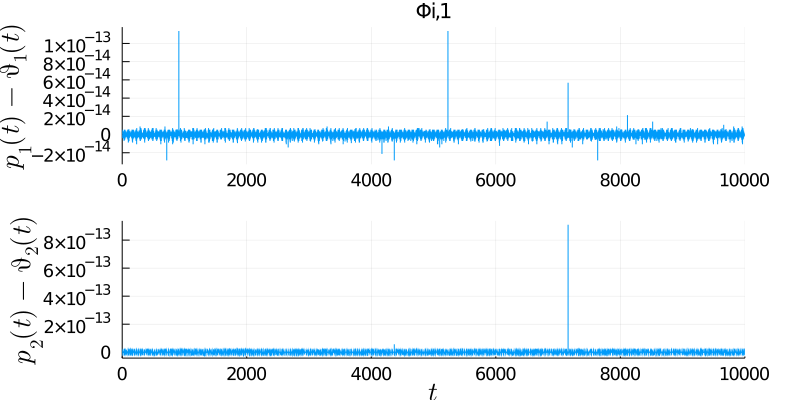 Φi,1
p₁(t) − ϑ₁(t)
1×10⁻¹³
8×10⁻¹⁴
6×10⁻¹⁴
4×10⁻¹⁴
2×10⁻¹⁴
0
−2×10⁻¹⁴
0 2000 4000 6000 8000 10000
p₂(t) − ϑ₂(t)
8×10⁻¹³
6×10⁻¹³
4×10⁻¹³
2×10⁻¹³
0
0 2000 4000 6000 8000 10000
t